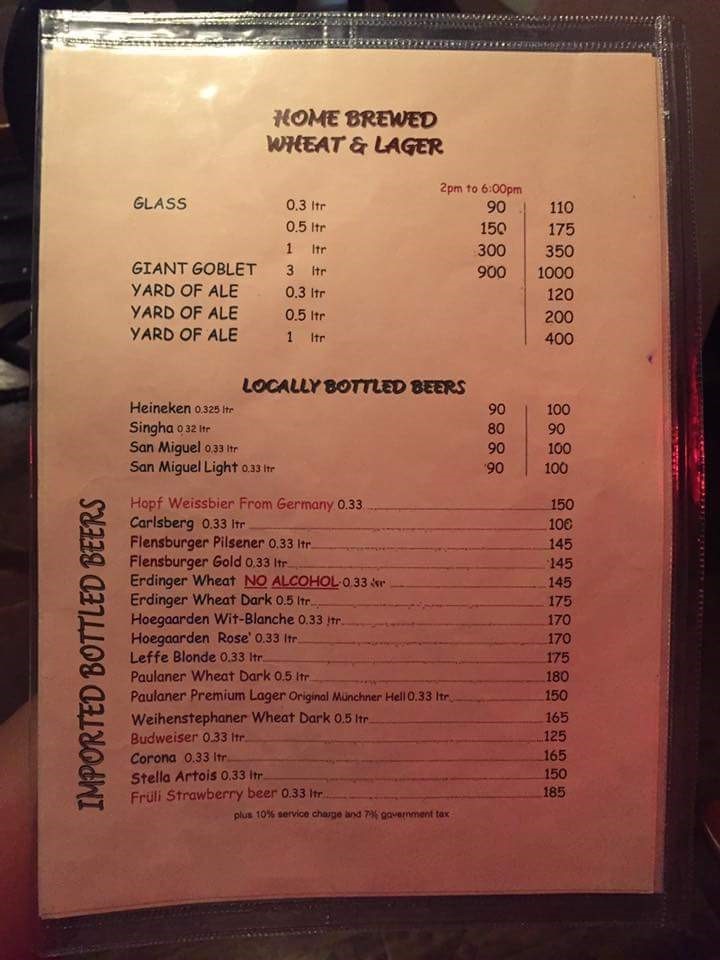 HOME BREWED
WHEAT & LAGER
2pm to 6:00pm
GLASS 0.3 ltr 90 110
0.5 ltr 150 175
1 ltr 300 350
GIANT GOBLET 3 ltr 900 1000
YARD OF ALE 0.3 ltr 120
YARD OF ALE 0.5 ltr 200
YARD OF ALE 1 ltr 400
LOCALLY BOTTLED BEERS
Heineken 0.325 ltr 90 100
Singha 0.32 ltr 80 90
San Miguel 0.33 ltr 90 100
San Miguel Light 0.33 ltr 90 100
IMPORTED BOTTLED BEERS
Hopf Weissbier From Germany 0.33 150
Carlsberg 0.33 ltr 100
Flensburger Pilsener 0.33 ltr 145
Flensburger Gold 0.33 ltr 145
Erdinger Wheat NO ALCOHOL 0.33 ltr 145
Erdinger Wheat Dark 0.5 ltr 175
Hoegaarden Wit-Blanche 0.33 ltr 170
Hoegaarden Rose' 0.33 ltr 170
Leffe Blonde 0.33 ltr 175
Paulaner Wheat Dark 0.5 ltr 180
Paulaner Premium Lager Original Münchner Hell 0.33 ltr 150
Weihenstephaner Wheat Dark 0.5 ltr 165
Budweiser 0.33 ltr 125
Corona 0.33 ltr 165
Stella Artois 0.33 ltr 150
Früli Strawberry beer 0.33 ltr 185
plus 10% service charge and 7% government tax